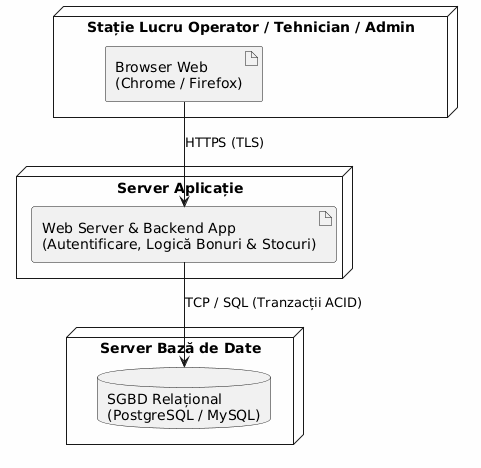 Stație Lucru Operator / Tehnician / Admin
Browser Web
(Chrome / Firefox)
HTTPS (TLS)
Server Aplicație
Web Server & Backend App
(Autentificare, Logică Bonuri & Stocuri)
TCP / SQL (Tranzacții ACID)
Server Bază de Date
SGBD Relațional
(PostgreSQL / MySQL)